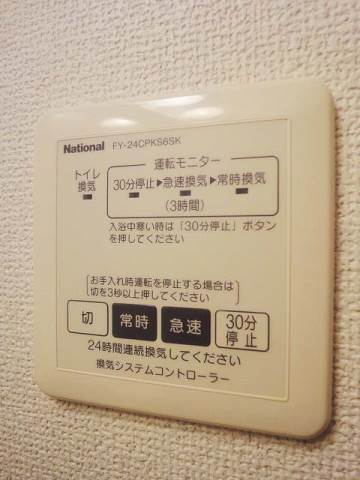 National FY-24CPKS6SK
運転モニター
トイレ
換気
30分停止▶急速換気▶常時換気
(3時間)
入浴中寒い時は「30分停止」ボタン
を押してください
お手入れ時運転を停止する場合は
切を3秒以上押してください
切 常時 急速 30分
停止
24時間連続換気してください
換気システムコントローラー